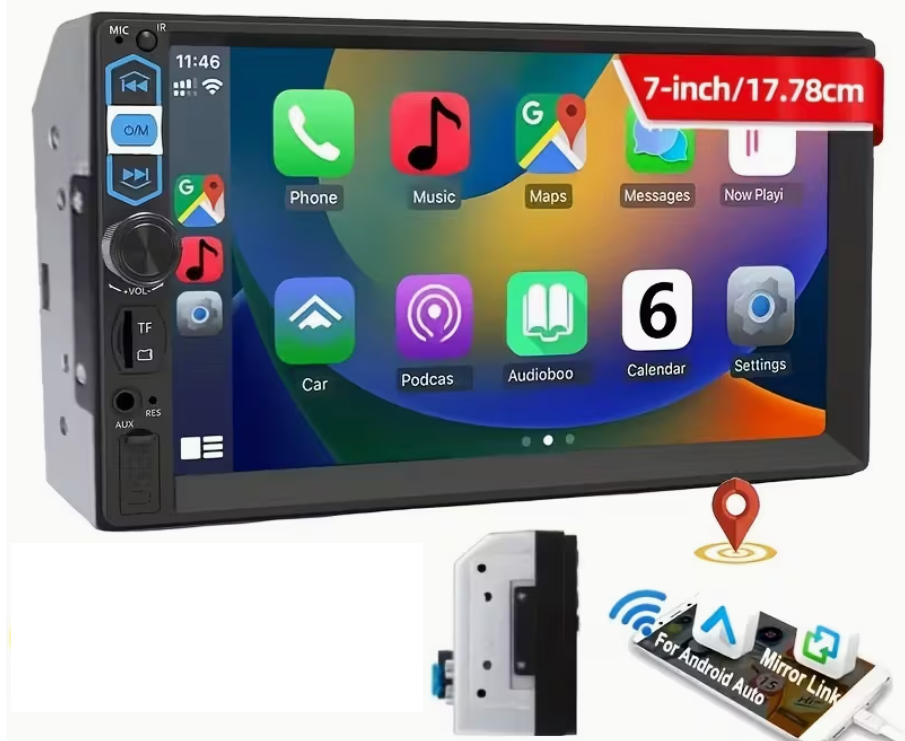 MIC
IR
11:46
7-inch/17.78cm
⏻/M
G
G
Phone
Music
Maps
Messages
Now Playi
+VOL-
TF
Car
Podcas
Audioboo
6
Calendar
Settings
AUX
RES
For Android Auto
Mirror Link
15